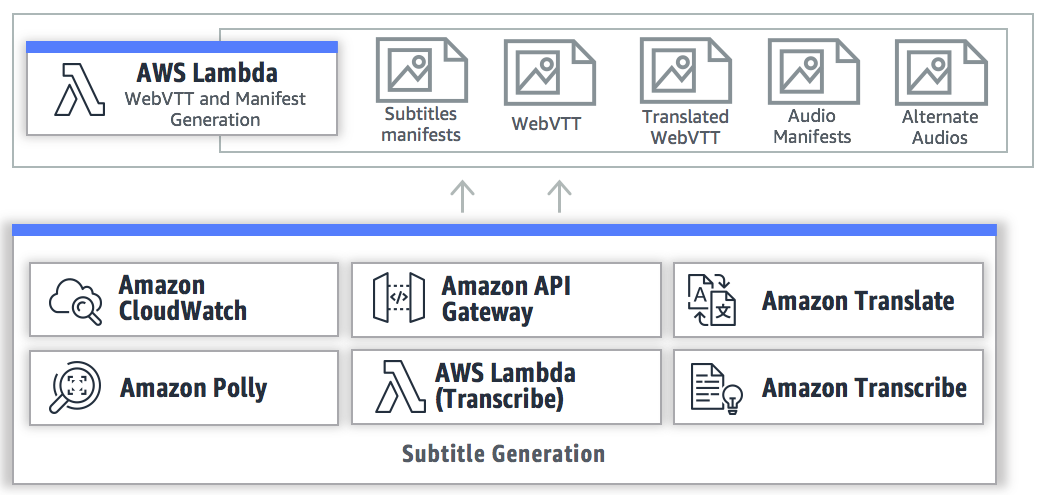 AWS Lambda
WebVTT and Manifest
Generation
Subtitles
manifests
WebVTT
Translated
WebVTT
Audio
Manifests
Alternate
Audios
Amazon
CloudWatch
</>
Amazon API
Gateway
A
文
Amazon Translate
Amazon Polly
AWS Lambda
(Transcribe)
Amazon Transcribe
Subtitle Generation